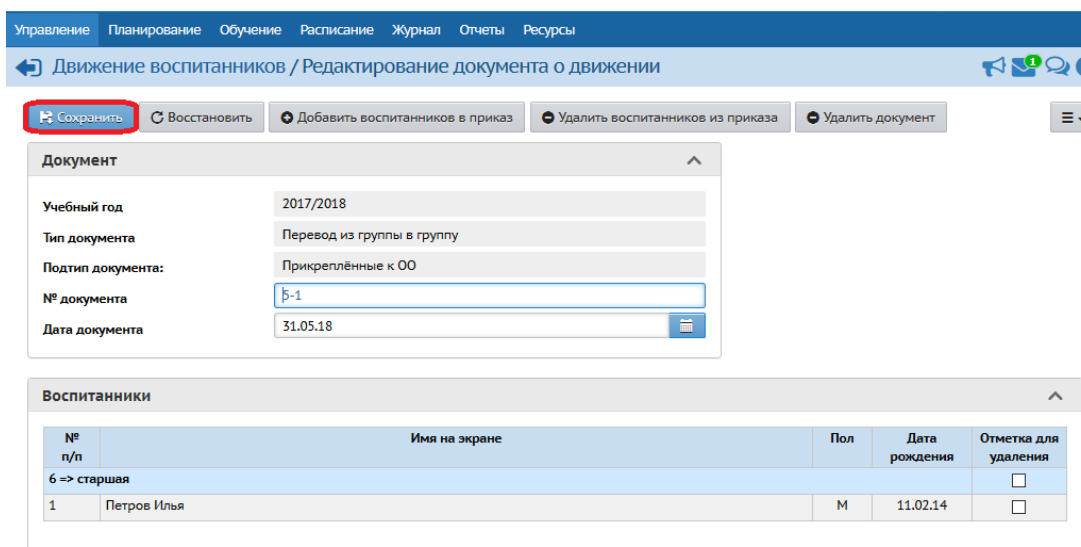 Управление Планирование Обучение Расписание Журнал Отчеты Ресурсы
Движение воспитанников / Редактирование документа о движении
1
Сохранить Восстановить Добавить воспитанников в приказ Удалить воспитанников из приказа Удалить документ
Документ
Учебный год 2017/2018
Тип документа Перевод из группы в группу
Подтип документа: Прикреплённые к ОО
№ документа 5-1
Дата документа 31.05.18
Воспитанники
№ п/п Имя на экране Пол Дата рождения Отметка для удаления
6 => старшая
1 Петров Илья М 11.02.14